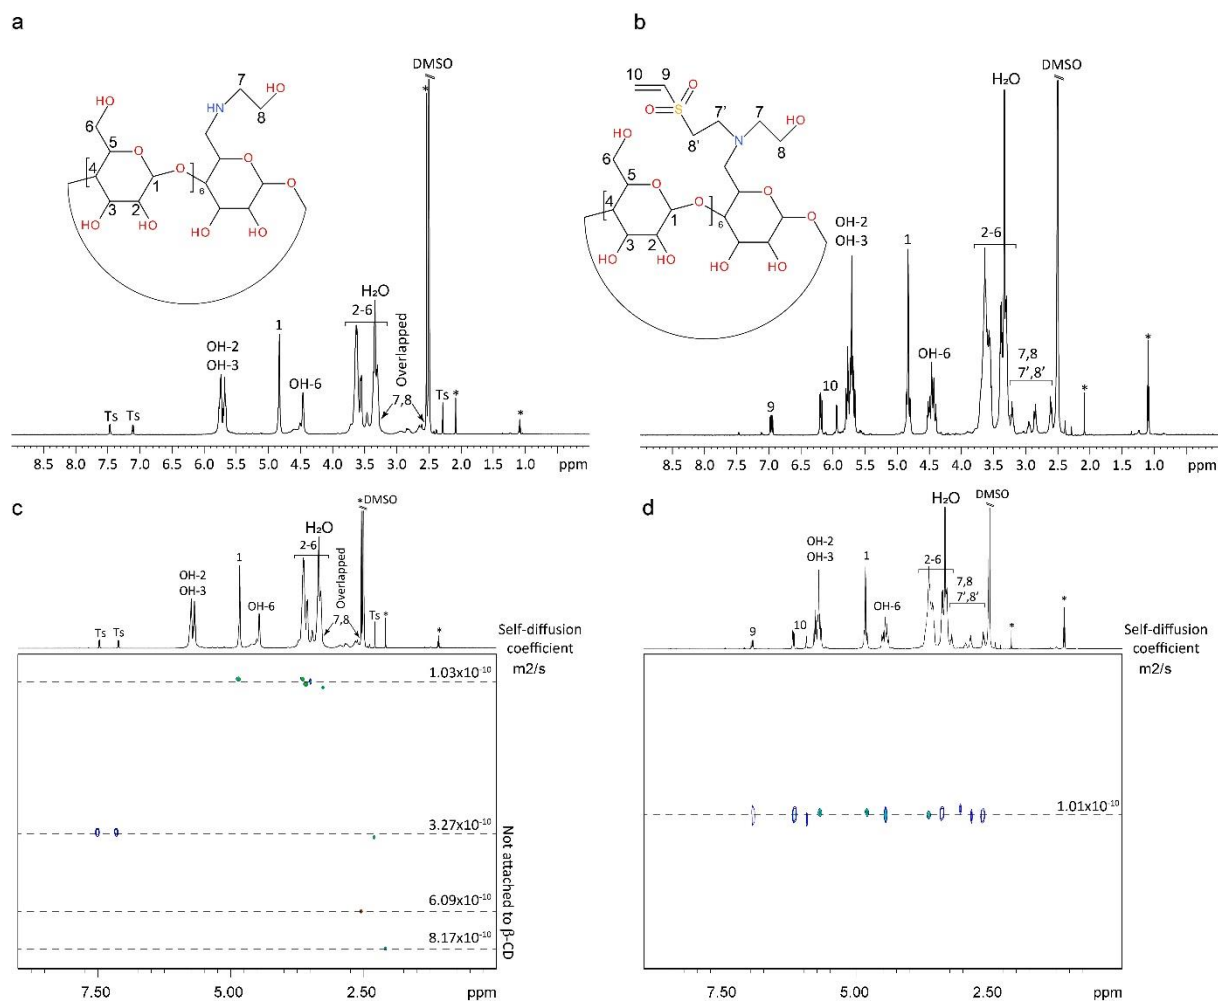 a
7
OH
HN
8
HO
6
5
O
4
O
O
1
6
O
3
2
HO
OH
HO
OH
DMSO
*
H₂O
1
2-6
Overlapped
OH-2
OH-3
OH-6
7,8
Ts
Ts
Ts
*
*
8.5 8.0 7.5 7.0 6.5 6.0 5.5 5.0 4.5 4.0 3.5 3.0 2.5 2.0 1.5 1.0 ppm
b
10 9
O
S
O
7'
7
HO
N
8'
8
HO
6
5
O
4
O
O
1
6
O
3
2
HO
OH
HO
OH
DMSO
H₂O
OH-2
OH-3
1
2-6
OH-6
7,8
7',8'
9
10
*
*
8.5 8.0 7.5 7.0 6.5 6.0 5.5 5.0 4.5 4.0 3.5 3.0 2.5 2.0 1.5 1.0 ppm
c
*DMSO
H₂O
2-6
1
OH-2
OH-3
OH-6
Overlapped
7,8
Ts
Ts
Ts
*
*
Self-diffusion
coefficient
m2/s
1.03x10⁻¹⁰
3.27x10⁻¹⁰
6.09x10⁻¹⁰
8.17x10⁻¹⁰
Not attached to β-CD
7.50 5.00 2.50 ppm
d
H₂O
DMSO
OH-2
OH-3
1
2-6
OH-6
7,8
7',8'
9
10
*
*
Self-diffusion
coefficient
m2/s
1.01x10⁻¹⁰
7.50 5.00 2.50 ppm